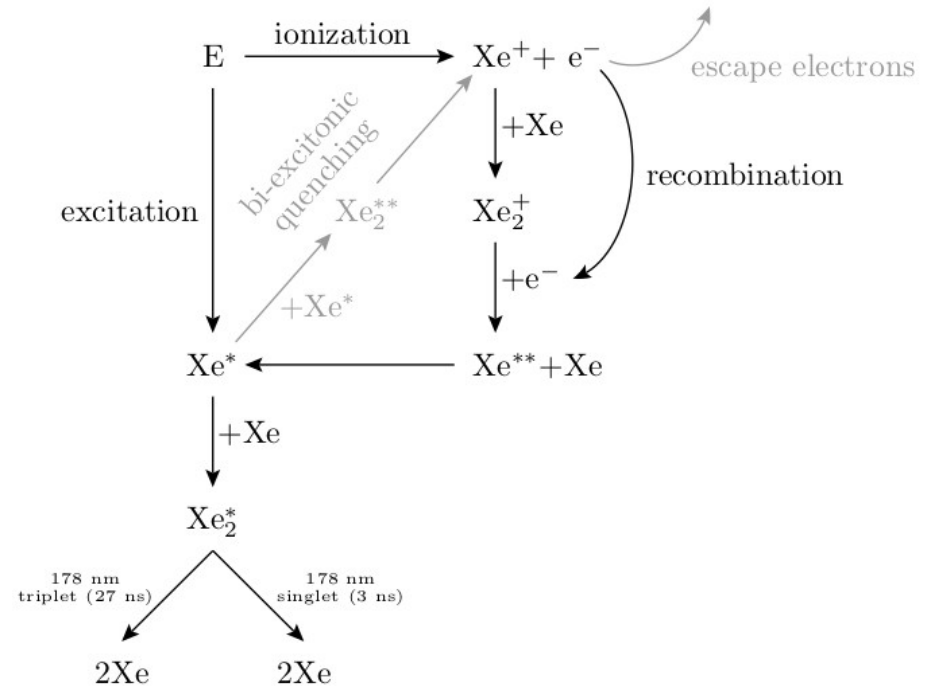 E
ionization
Xe⁺ + e⁻
escape electrons
+Xe
bi-excitonic
quenching
recombination
excitation
Xe₂**
Xe₂⁺
+e⁻
+Xe*
Xe*
Xe**+Xe
+Xe
Xe₂*
178 nm
triplet (27 ns)
178 nm
singlet (3 ns)
2Xe
2Xe